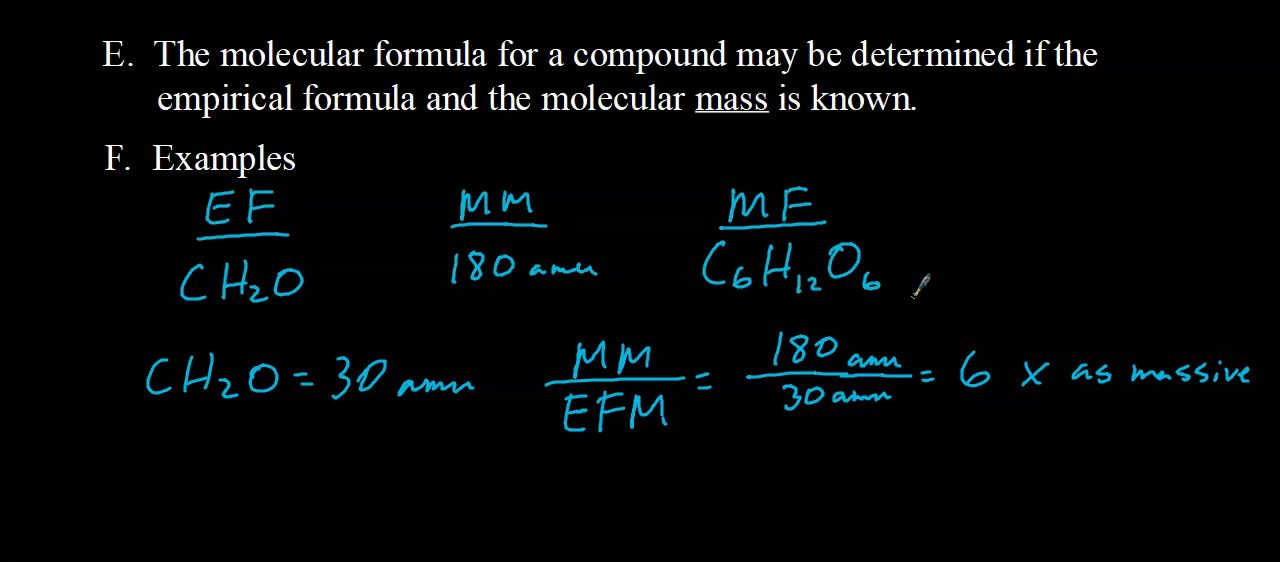 E. The molecular formula for a compound may be determined if the
empirical formula and the molecular mass is known.
F. Examples
EF MM MF
CH₂O 180 amu C₆H₁₂O₆
CH₂O = 30 amu MM/EFM = 180 amu/30 amu = 6 x as massive